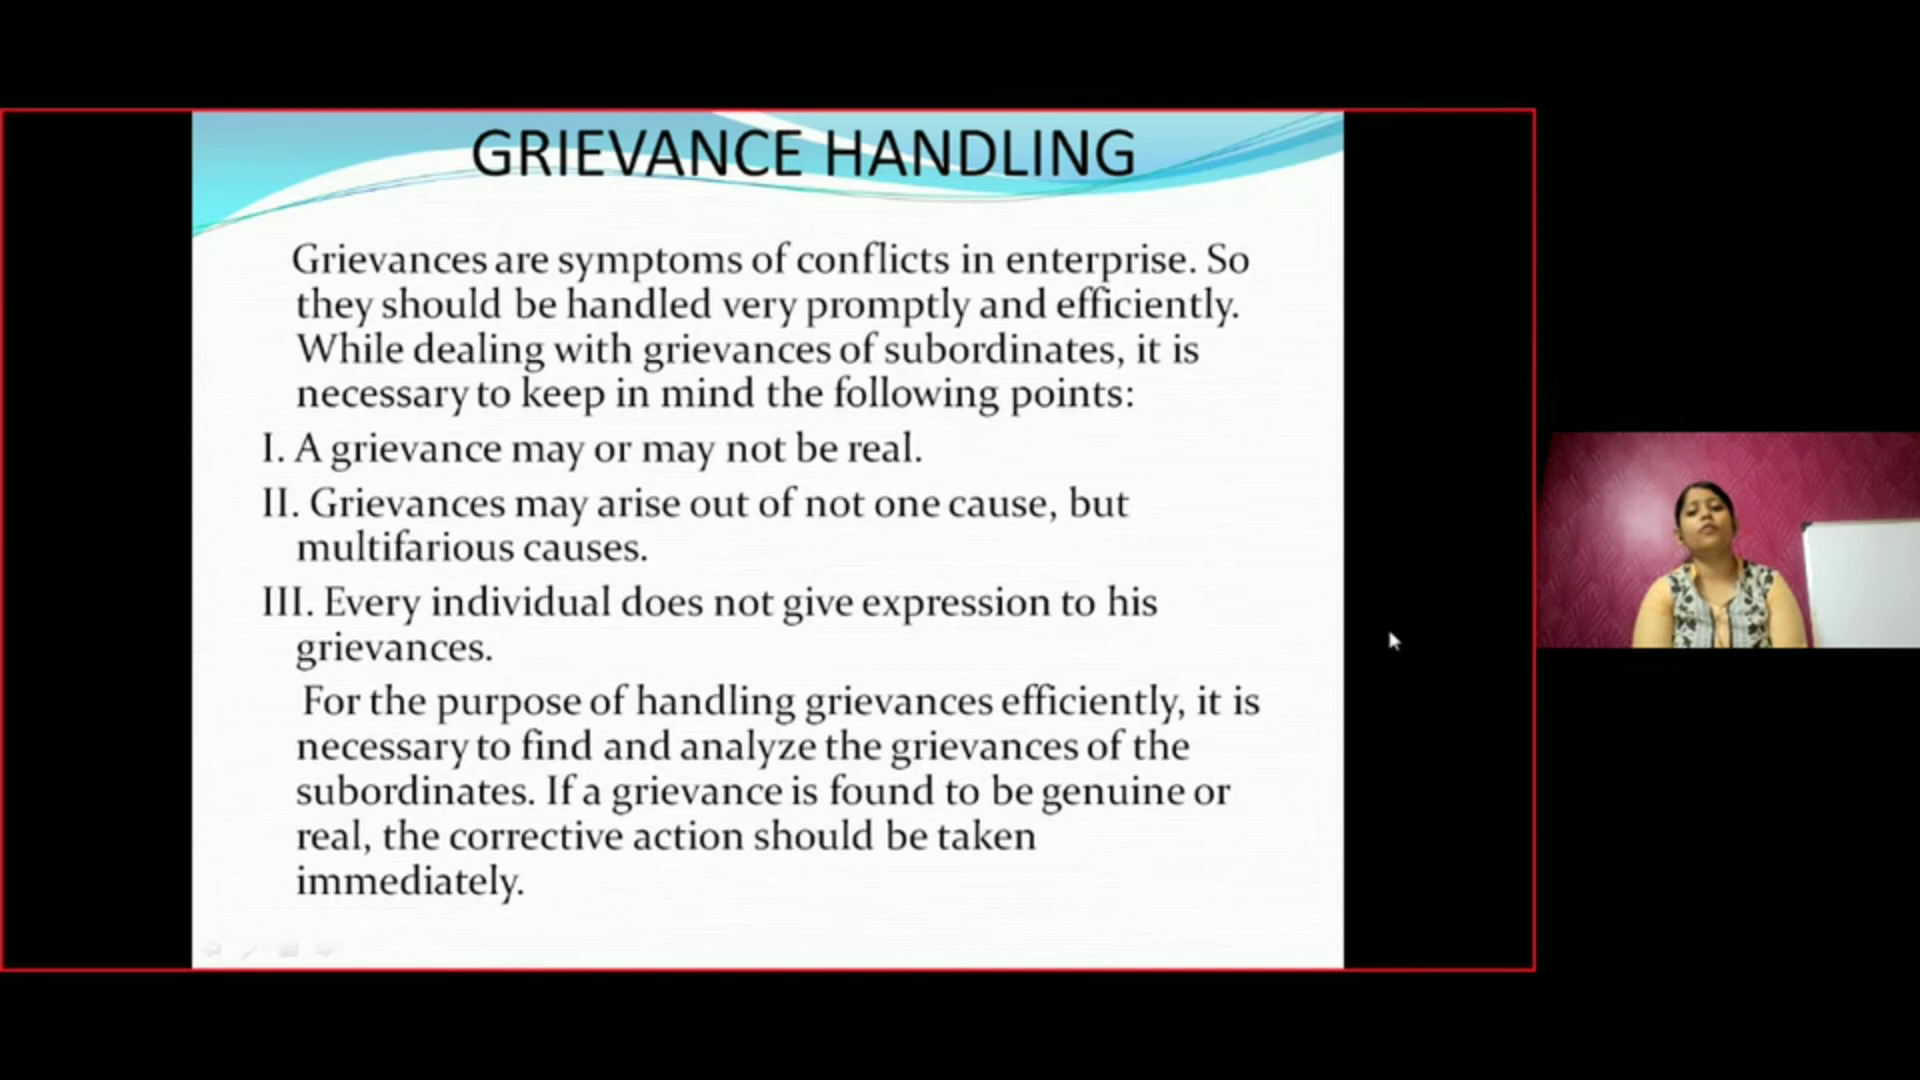 GRIEVANCE HANDLING
Grievances are symptoms of conflicts in enterprise. So
they should be handled very promptly and efficiently.
While dealing with grievances of subordinates, it is
necessary to keep in mind the following points:
I. A grievance may or may not be real.
II. Grievances may arise out of not one cause, but
multifarious causes.
III. Every individual does not give expression to his
grievances.
For the purpose of handling grievances efficiently, it is
necessary to find and analyze the grievances of the
subordinates. If a grievance is found to be genuine or
real, the corrective action should be taken
immediately.